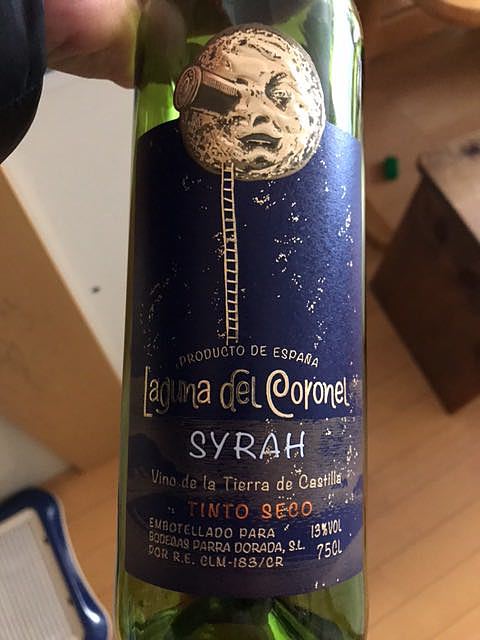 PRODUCTO DE ESPAÑA
Laguna del Coronel
SYRAH
Vino de la Tierra de Castilla
TINTO SECO
EMBOTELLADO PARA 13%VOL
BODEGAS PARRA DORADA, S.L. 75CL
POR R.E. CLM-183/CR